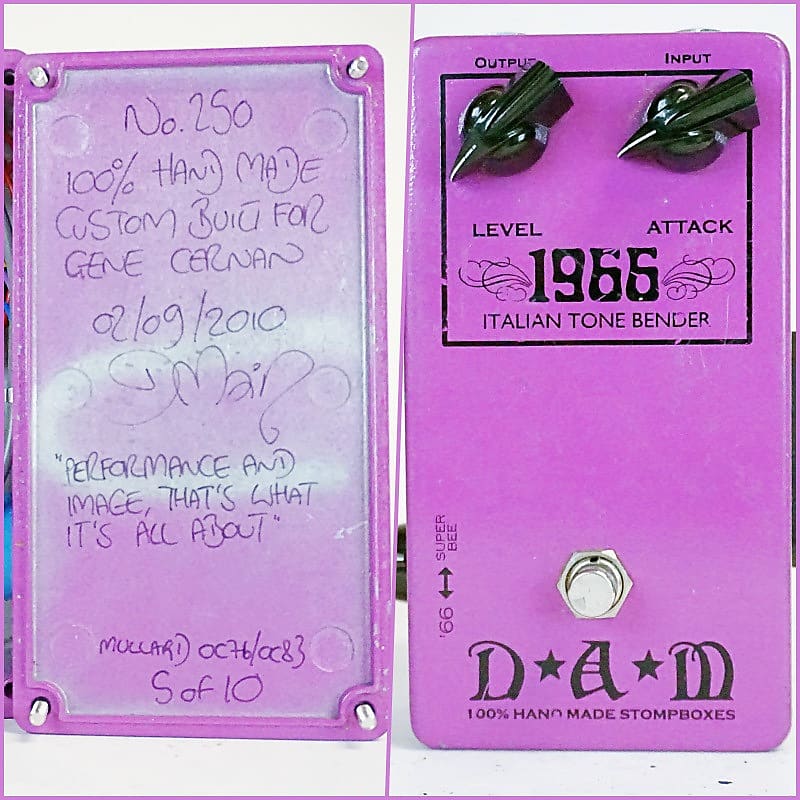 No. 250
100% HAND MADE
CUSTOM BUILT FOR
GENE CERNAN
02/09/2010
"PERFORMANCE AND
IMAGE, THAT'S WHAT
IT'S ALL ABOUT"
MULLARD OC76/OC83
5 of 10
OUTPUT INPUT
LEVEL ATTACK
1966
ITALIAN TONE BENDER
'66 ↔ SUPER BEE
D★A★M
100% HAND MADE STOMPBOXES